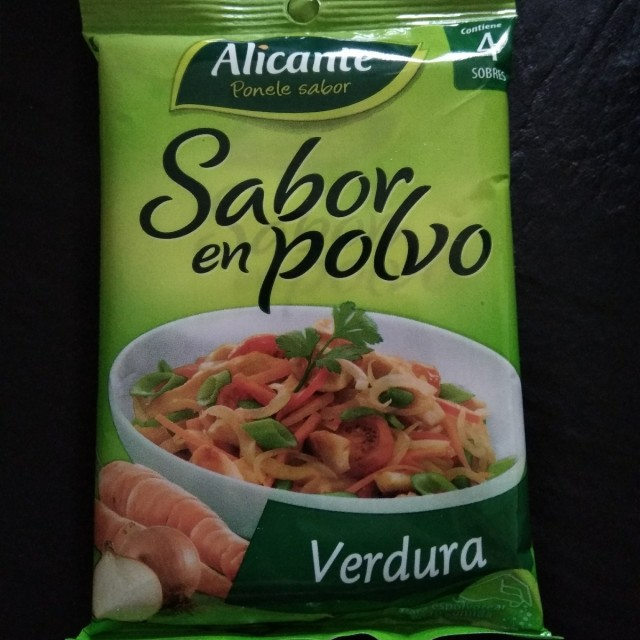 Contiene
4
SOBRES
Alicante
Ponele sabor
Sabor
en polvo
Verdura